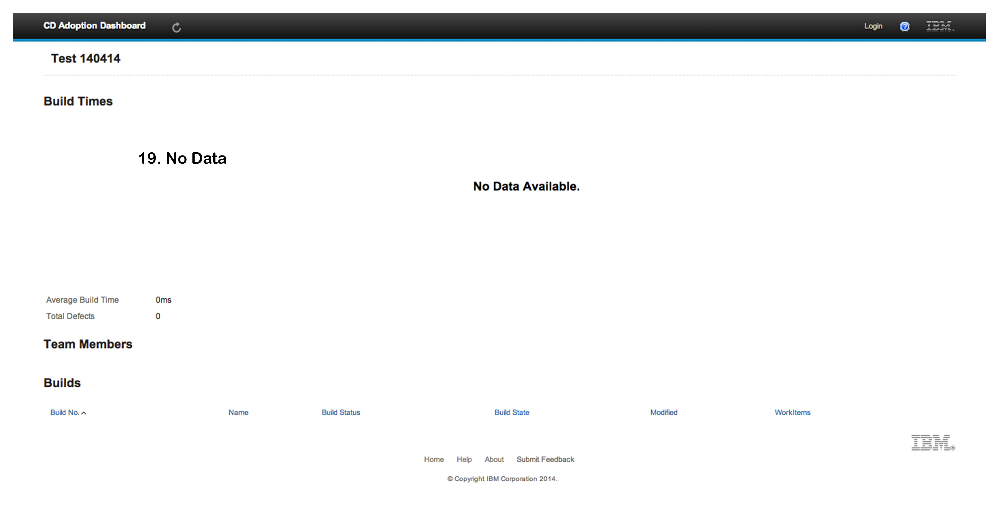 CD Adoption Dashboard Login IBM
Test 140414
Build Times
19. No Data
No Data Available.
Average Build Time 0ms
Total Defects 0
Team Members
Builds
Build No. Name Build Status Build State Modified WorkItems
IBM®
Home Help About Submit Feedback
© Copyright IBM Corporation 2014.